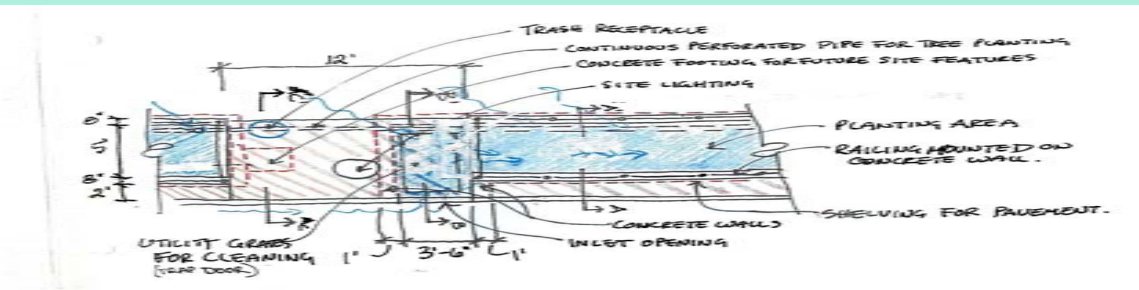 TRASH RECEPTACLE
CONTINUOUS PERFORATED PIPE FOR TREE PLANTING
12'
CONCRETE FOOTING FOR FUTURE SITE FEATURES
SITE LIGHTING
PLANTING AREA
5'
RAILING MOUNTED ON
CONCRETE WALL.
8"
2'
SHELVING FOR PAVEMENT.
CONCRETE WALLS
UTILITY
INLET OPENING
FOR CLEANING
1'
3'-6"
1'
(TRAP DOOR)